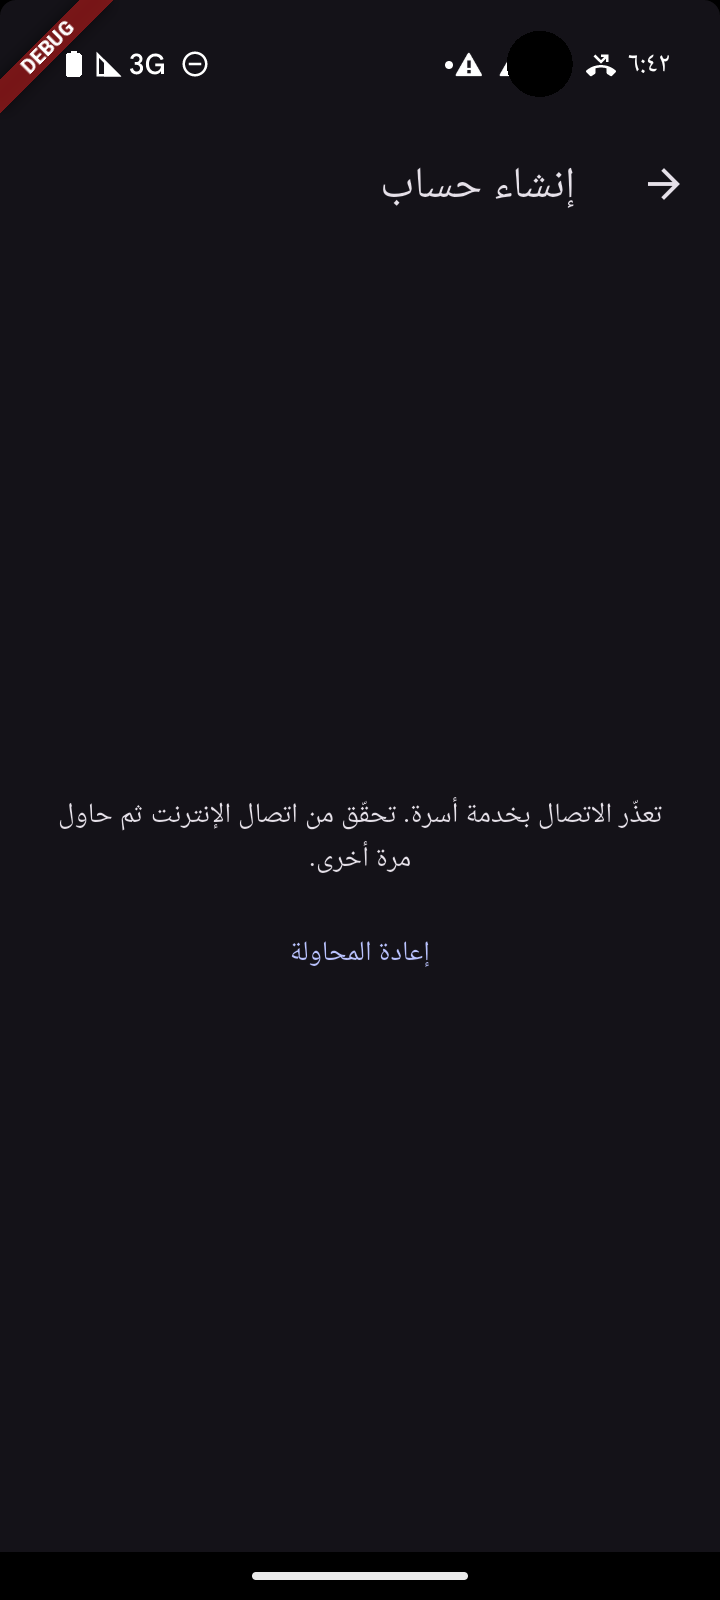 DEBUG
3G
٦:٤٢
إنشاء حساب
تعذّر الاتصال بخدمة أسرة. تحقّق من اتصال الإنترنت ثم حاول
مرة أخرى.
إعادة المحاولة